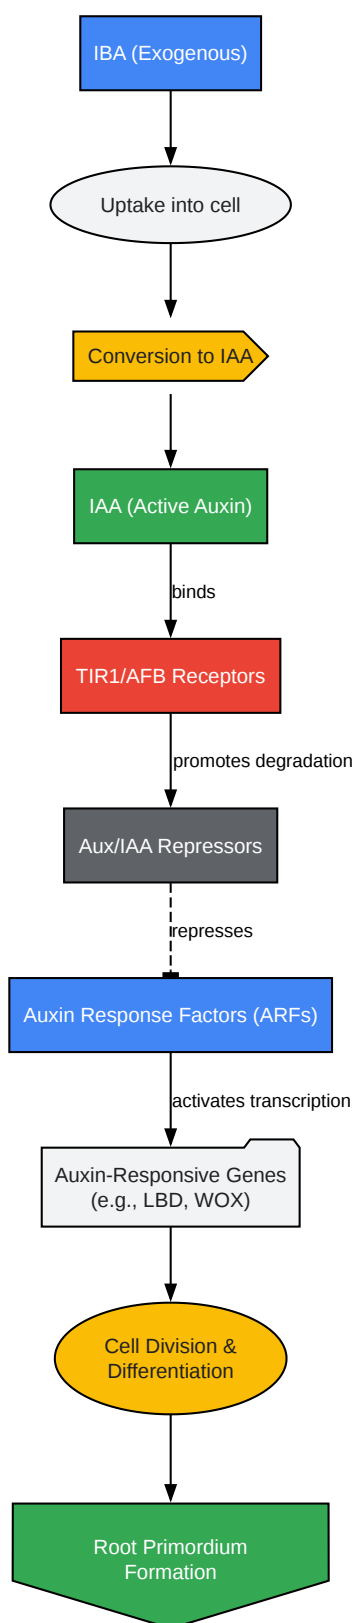 IBA (Exogenous)
Uptake into cell
Conversion to IAA
IAA (Active Auxin)
binds
TIR1/AFB Receptors
promotes degradation
Aux/IAA Repressors
represses
Auxin Response Factors (ARFs)
activates transcription
Auxin-Responsive Genes
(e.g., LBD, WOX)
Cell Division &
Differentiation
Root Primordium
Formation